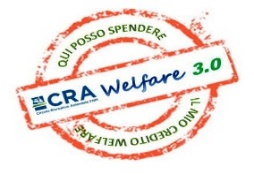 QUI POSSO SPENDERE
CRA Welfare 3.0
IL MIO CREDITO WELFARE